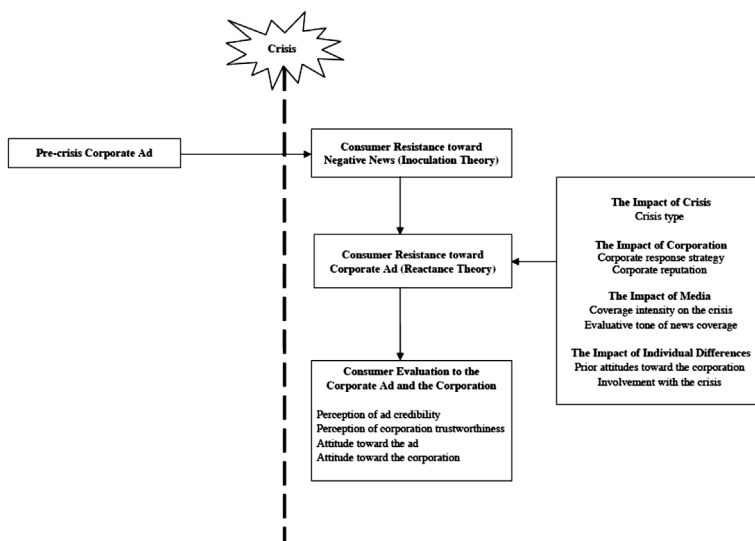 Crisis
Pre-crisis Corporate Ad
Consumer Resistance toward
Negative News (Inoculation Theory)
Consumer Resistance toward
Corporate Ad (Reactance Theory)
Consumer Evaluation to the
Corporate Ad and the Corporation
Perception of ad credibility
Perception of corporation trustworthiness
Attitude toward the ad
Attitude toward the corporation
The Impact of Crisis
Crisis type
The Impact of Corporation
Corporate response strategy
Corporate reputation
The Impact of Media
Coverage intensity on the crisis
Evaluative tone of news coverage
The Impact of Individual Differences
Prior attitudes toward the corporation
Involvement with the crisis